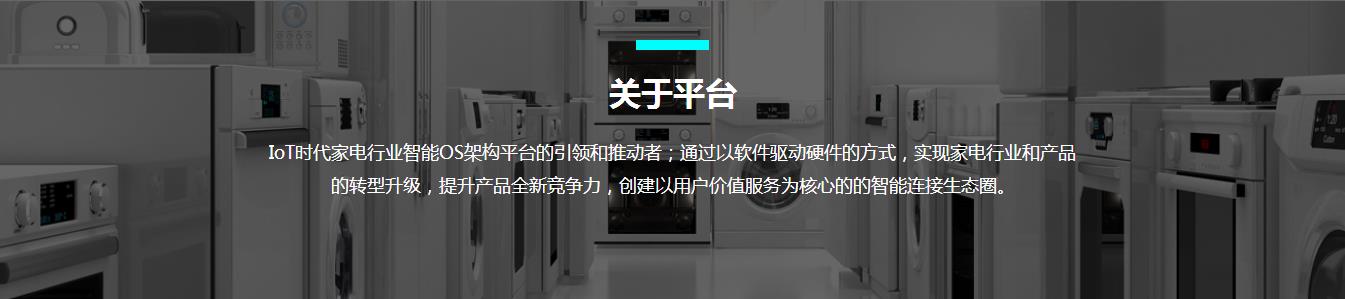 关于平台
IoT时代家电行业智能OS架构平台的引领和推动者；通过以软件驱动硬件的方式，实现家电行业和产品
的转型升级，提升产品全新竞争力，创建以用户价值服务为核心的的智能连接生态圈。